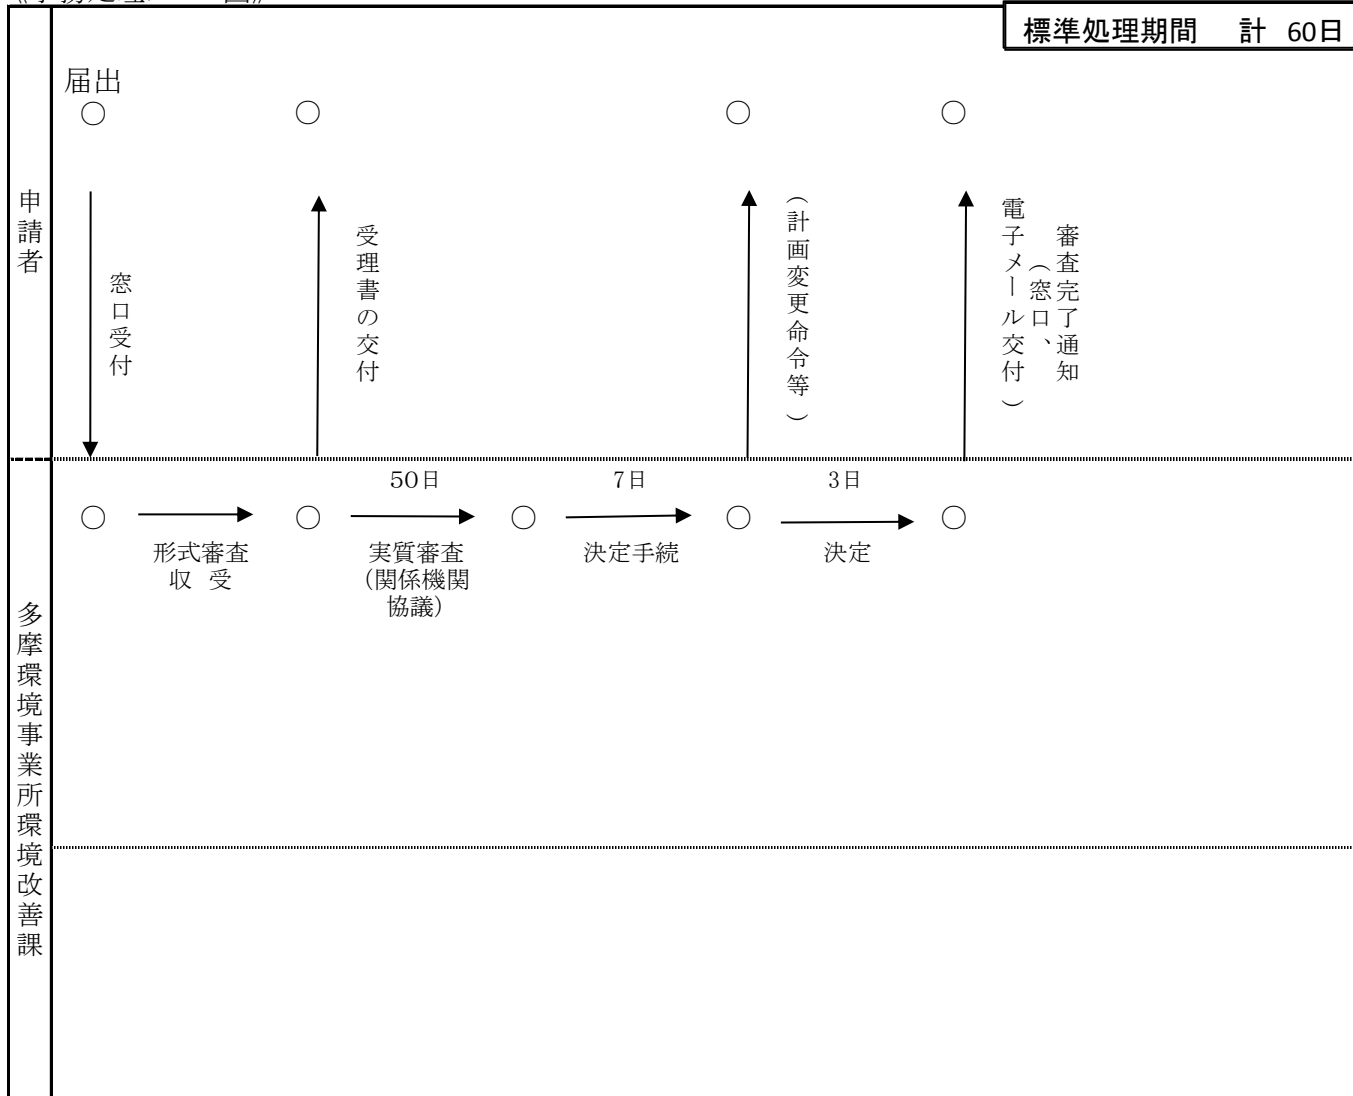 標準処理期間 計 60日
届出
申請者
窓口受付
受理書の交付
（計画変更命令等）
審査完了通知
（窓口、
電子メール交付）
50日
7日
3日
形式審査
収 受
実質審査
（関係機関
協議）
決定手続
決定
多摩環境事業所環境改善課